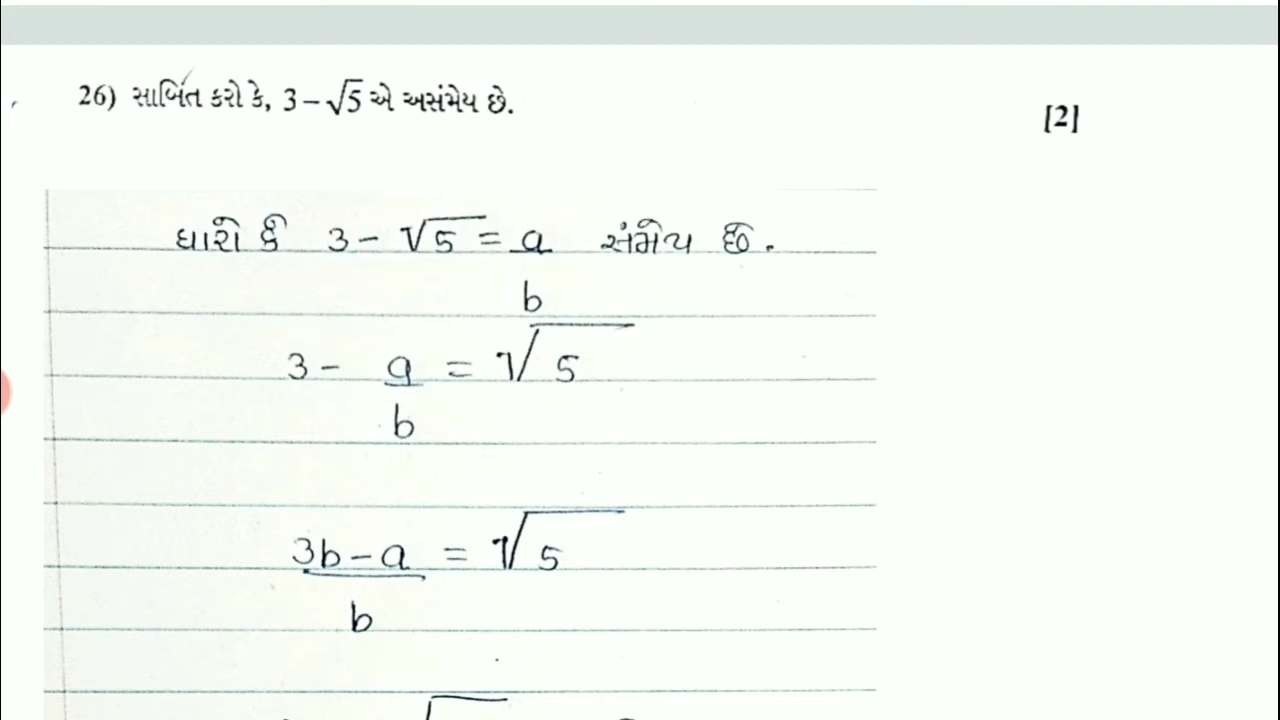 26) સાબિત કરો કે, 3 – √5 એ અસંમેય છે.
[2]
ધારો કે 3 - √5 = a/b સંમેય છે.
3 - a/b = √5
(3b - a)/b = √5